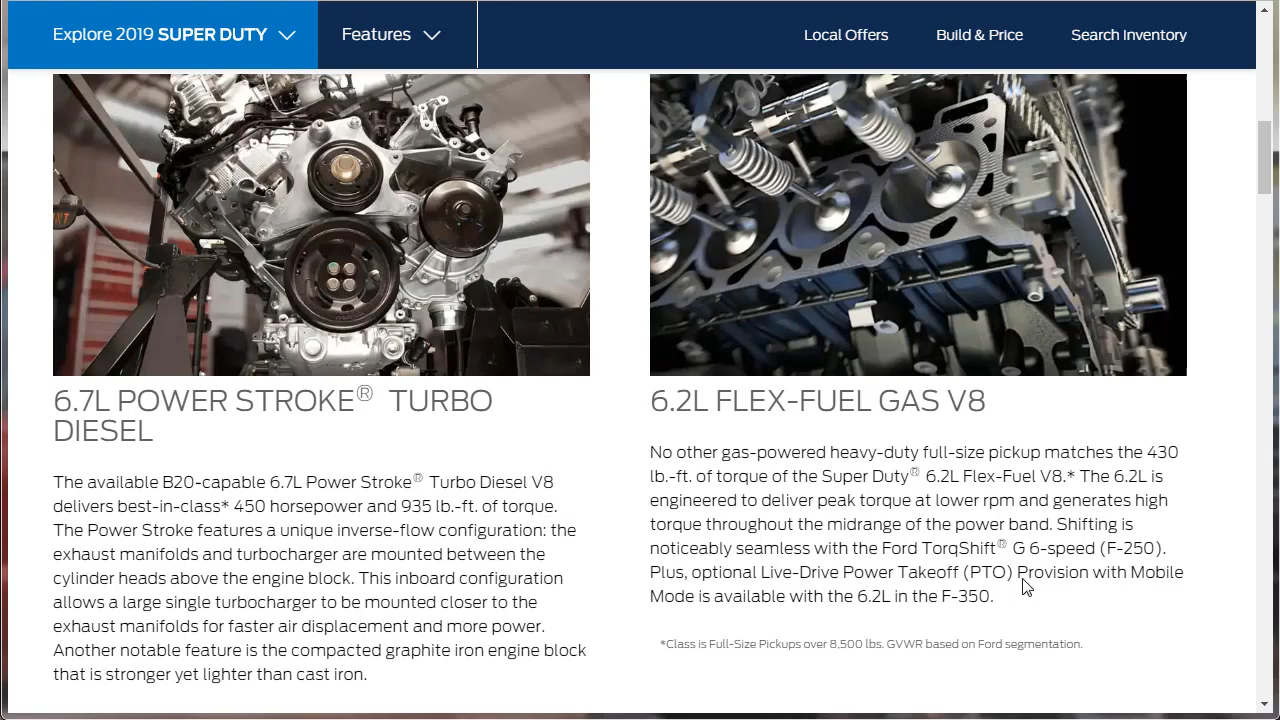 Explore 2019 SUPER DUTY
Features
Local Offers
Build & Price
Search Inventory
6.7L POWER STROKE® TURBO
DIESEL
The available B20-capable 6.7L Power Stroke® Turbo Diesel V8
delivers best-in-class* 450 horsepower and 935 lb.-ft. of torque.
The Power Stroke features a unique inverse-flow configuration: the
exhaust manifolds and turbocharger are mounted between the
cylinder heads above the engine block. This inboard configuration
allows a large single turbocharger to be mounted closer to the
exhaust manifolds for faster air displacement and more power.
Another notable feature is the compacted graphite iron engine block
that is stronger yet lighter than cast iron.
6.2L FLEX-FUEL GAS V8
No other gas-powered heavy-duty full-size pickup matches the 430
lb.-ft. of torque of the Super Duty® 6.2L Flex-Fuel V8.* The 6.2L is
engineered to deliver peak torque at lower rpm and generates high
torque throughout the midrange of the power band. Shifting is
noticeably seamless with the Ford TorqShift® G 6-speed (F-250).
Plus, optional Live-Drive Power Takeoff (PTO) Provision with Mobile
Mode is available with the 6.2L in the F-350.
*Class is Full-Size Pickups over 8,500 lbs. GVWR based on Ford segmentation.